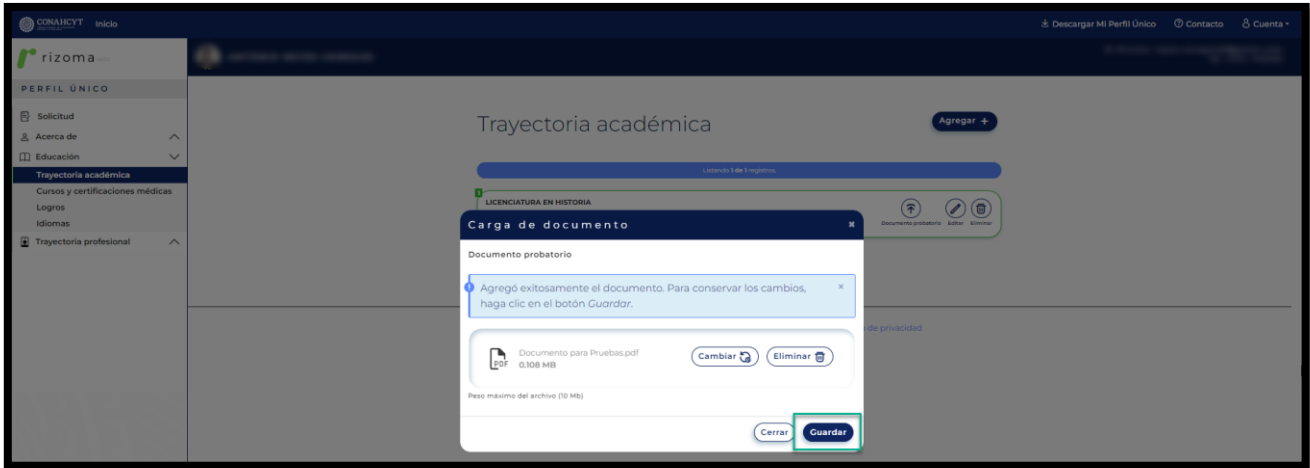 CONAHCYT Inicio
Descargar Mi Perfil Único Contacto Cuenta
rizoma
PERFIL ÚNICO
Solicitud
Acerca de
Educación
Trayectoria académica
Cursos y certificaciones médicas
Logros
Idiomas
Trayectoria profesional
Trayectoria académica
Agregar +
Listando 1 de 1 registros.
1
LICENCIATURA EN HISTORIA
Documento probatorio Editar Eliminar
Carga de documento
Documento probatorio
Agregó exitosamente el documento. Para conservar los cambios,
haga clic en el botón Guardar.
PDF
Documento para Pruebas.pdf
0.108 MB
Cambiar
Eliminar
Peso máximo del archivo (10 Mb)
Cerrar
Guardar
de privacidad